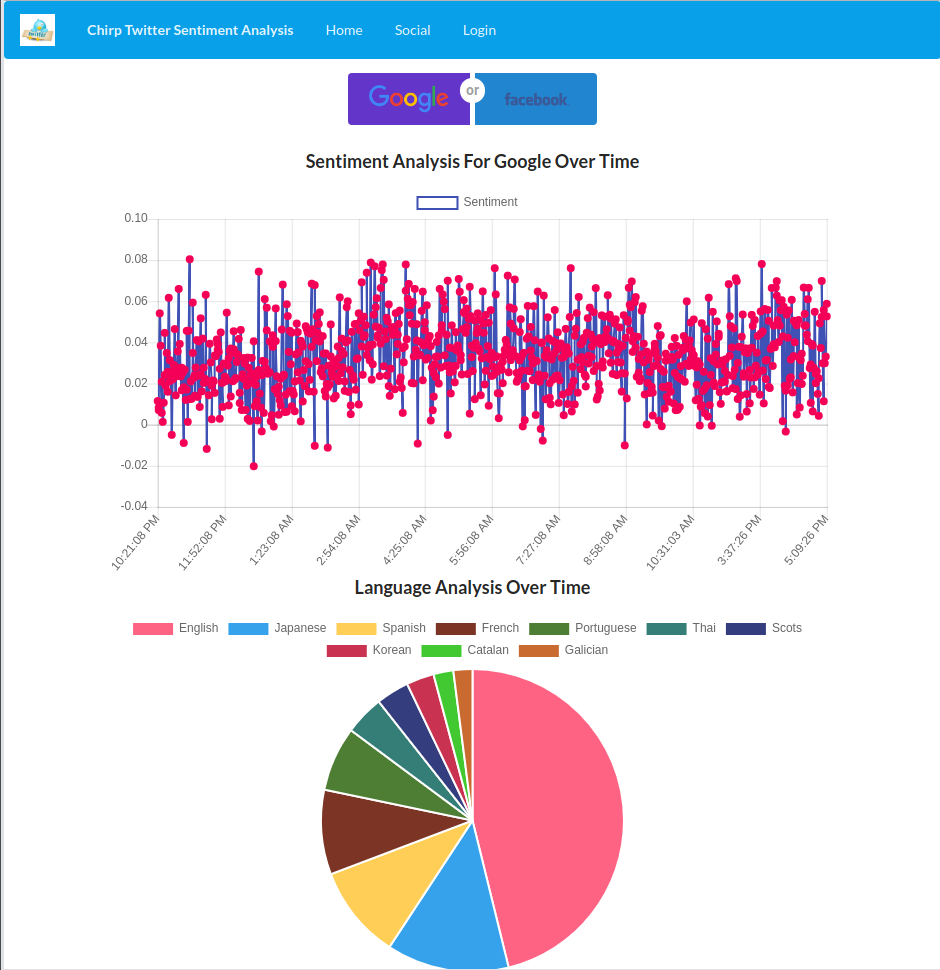 Chirp Twitter Sentiment Analysis Home Social Login
Google or facebook
Sentiment Analysis For Google Over Time
Sentiment
0.10
0.08
0.06
0.04
0.02
0
-0.02
-0.04
10:21:08 PM 11:52:08 PM 1:23:08 AM 2:54:08 AM 4:25:08 AM 5:56:08 AM 7:27:08 AM 8:58:08 AM 10:31:03 AM 3:37:26 PM 5:09:26 PM
Language Analysis Over Time
English Japanese Spanish French Portuguese Thai Scots
Korean Catalan Galician